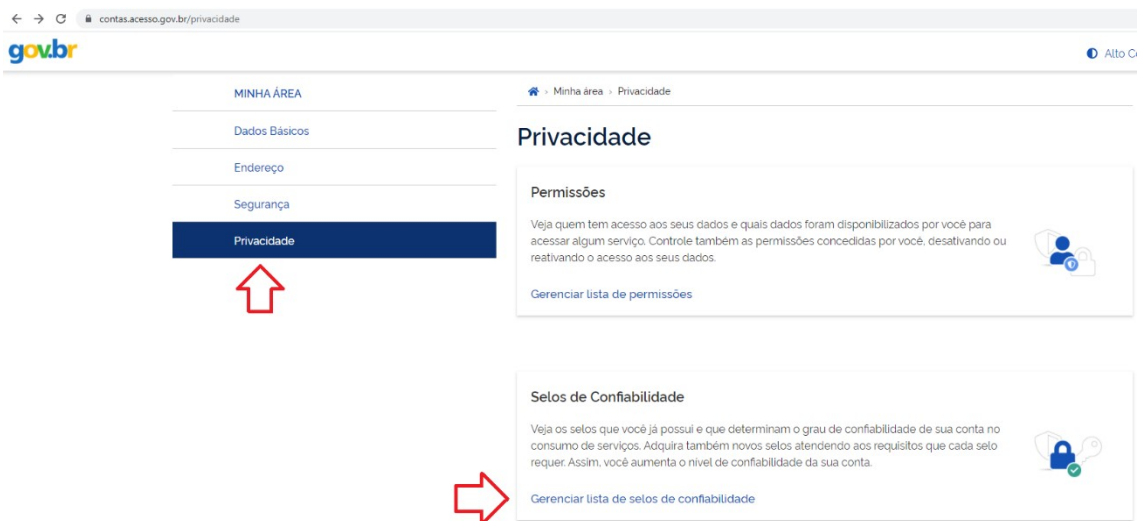 contas.acesso.gov.br/privacidade
gov.br
Alto C
MINHA ÁREA
Dados Básicos
Endereço
Segurança
Privacidade
Minha área › Privacidade
Privacidade
Permissões
Veja quem tem acesso aos seus dados e quais dados foram disponibilizados por você para
acessar algum serviço. Controle também as permissões concedidas por você, desativando ou
reativando o acesso aos seus dados.
Gerenciar lista de permissões
Selos de Confiabilidade
Veja os selos que você já possui e que determinam o grau de confiabilidade de sua conta no
consumo de serviços. Adquira também novos selos atendendo aos requisitos que cada selo
requer. Assim, você aumenta o nível de confiabilidade da sua conta.
Gerenciar lista de selos de confiabilidade